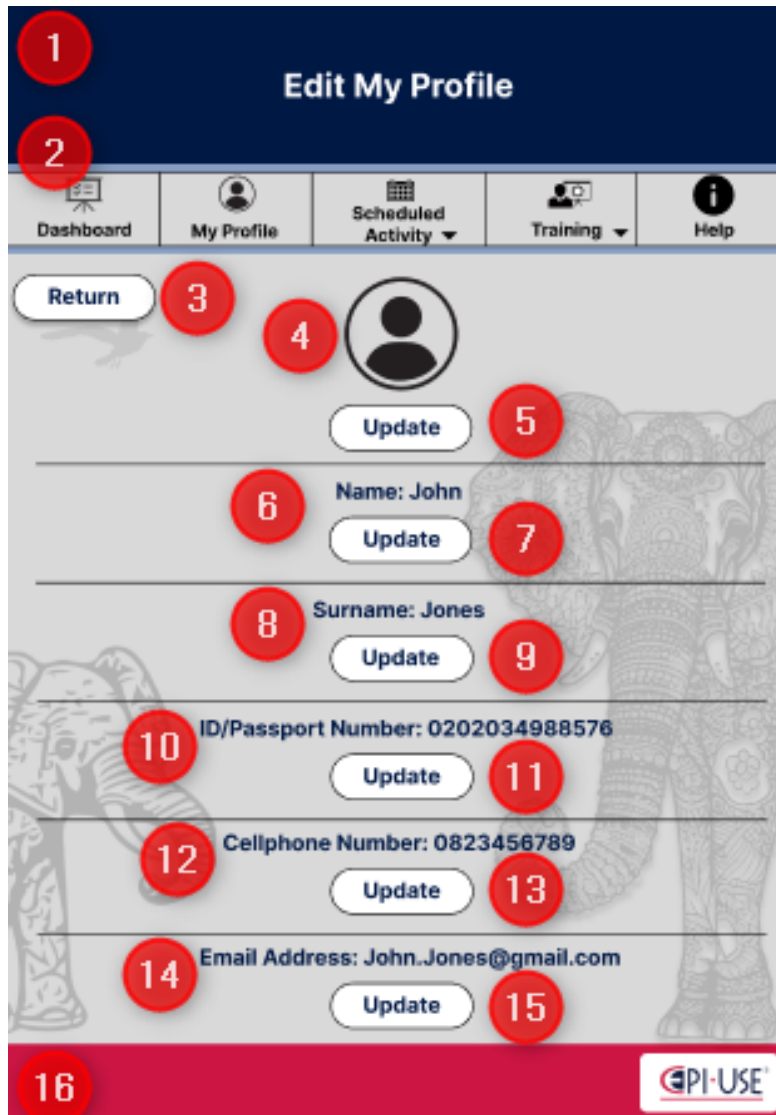 1
Edit My Profile
2
Dashboard
My Profile
Scheduled
Activity
Training
Help
Return
3
4
Update
5
6
Name: John
Update
7
8
Surname: Jones
Update
9
10
ID/Passport Number: 0202034988576
Update
11
12
Cellphone Number: 0823456789
Update
13
14
Email Address: John.Jones@gmail.com
Update
15
16
EPI-USE®